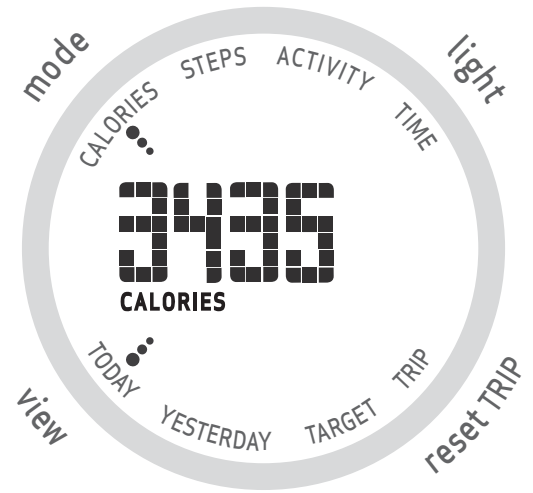 mode
light
CALORIES
STEPS
ACTIVITY
TIME
3435
CALORIES
TODAY
YESTERDAY
TARGET
TRIP
view
reset TRIP